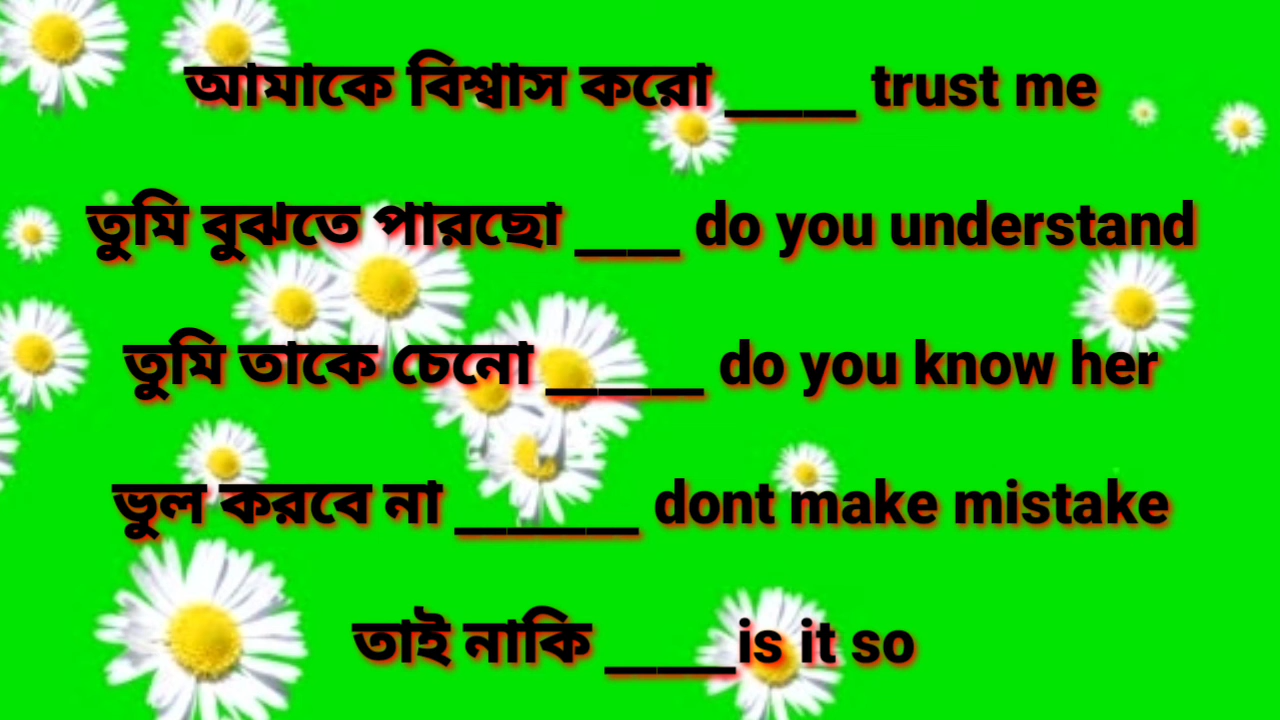 আমাকে বিশ্বাস করো _____ trust me
তুমি বুঝতে পারছো ____ do you understand
তুমি তাকে চেনো ______ do you know her
ভুল করবে না _______ dont make mistake
তাই নাকি _____is it so